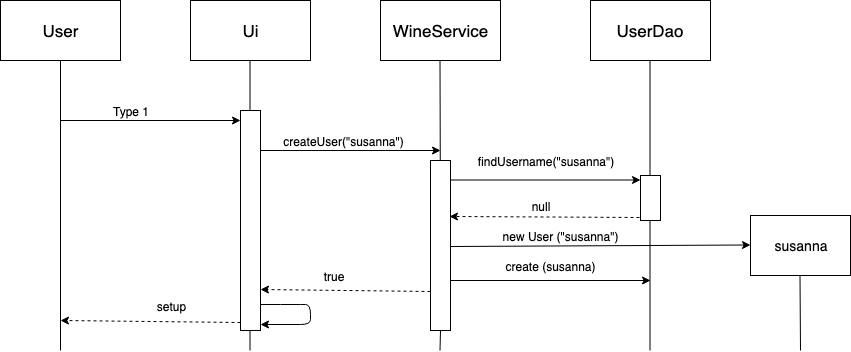 User
Ui
WineService
UserDao
Type 1
createUser("susanna")
findUsername("susanna")
null
new User ("susanna")
susanna
create (susanna)
true
setup